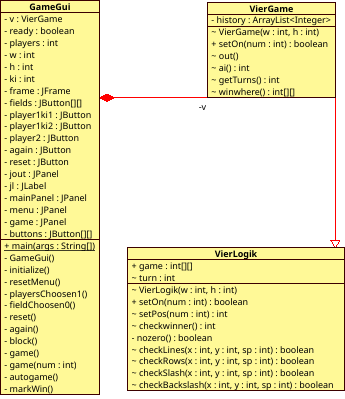 GameGui
- v : VierGame
- ready : boolean
- players : int
- w : int
- h : int
- ki : int
- frame : JFrame
- fields : JButton[][]
- player1ki1 : JButton
- player1ki2 : JButton
- player2 : JButton
- again : JButton
- reset : JButton
- jout : JPanel
- jl : JLabel
- mainPanel : JPanel
- menu : JPanel
- game : JPanel
- buttons : JButton[][]
+ main(args : String[])
- GameGui()
- initialize()
- resetMenu()
- playersChoosen1()
- fieldChoosen0()
- reset()
- again()
- block()
- game()
- game(num : int)
- autogame()
- markWin()
-v
VierGame
- history : ArrayList<Integer>
~ VierGame(w : int, h : int)
+ setOn(num : int) : boolean
~ out()
~ ai() : int
~ getTurns() : int
~ winwhere() : int[][]
VierLogik
+ game : int[][]
~ turn : int
~ VierLogik(w : int, h : int)
+ setOn(num : int) : boolean
~ setPos(num : int) : int
~ checkwinner() : int
- nozero() : boolean
~ checkLines(x : int, y : int, sp : int) : boolean
~ checkRows(x : int, y : int, sp : int) : boolean
~ checkSlash(x : int, y : int, sp : int) : boolean
~ checkBackslash(x : int, y : int, sp : int) : boolean